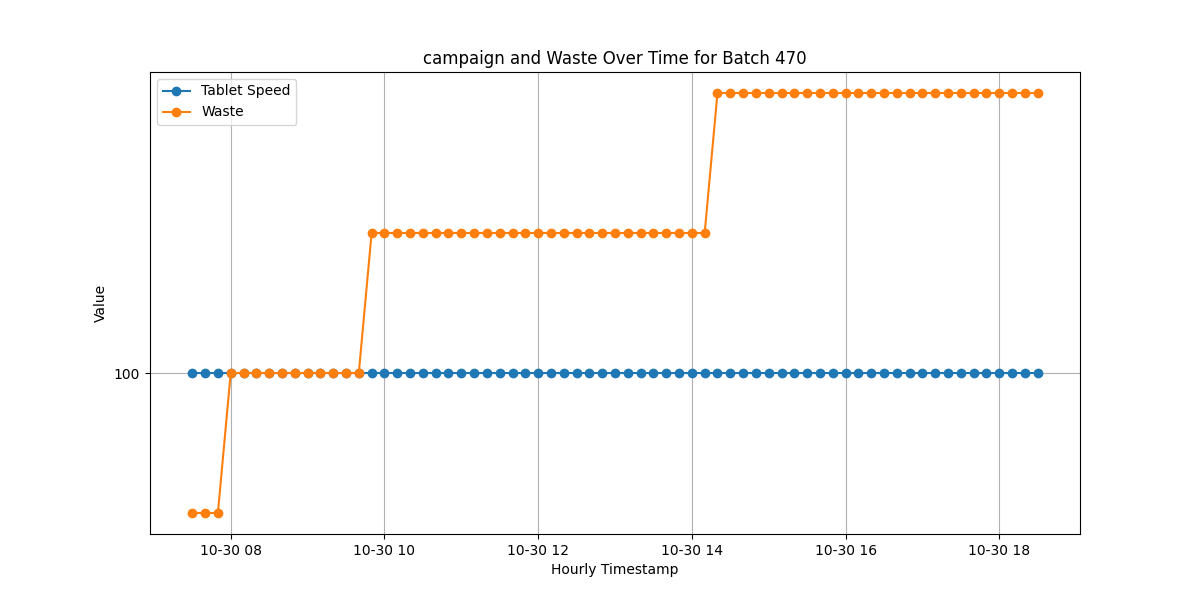 campaign and Waste Over Time for Batch 470
Tablet Speed
Waste
Value
100
10-30 08
10-30 10
10-30 12
10-30 14
10-30 16
10-30 18
Hourly Timestamp